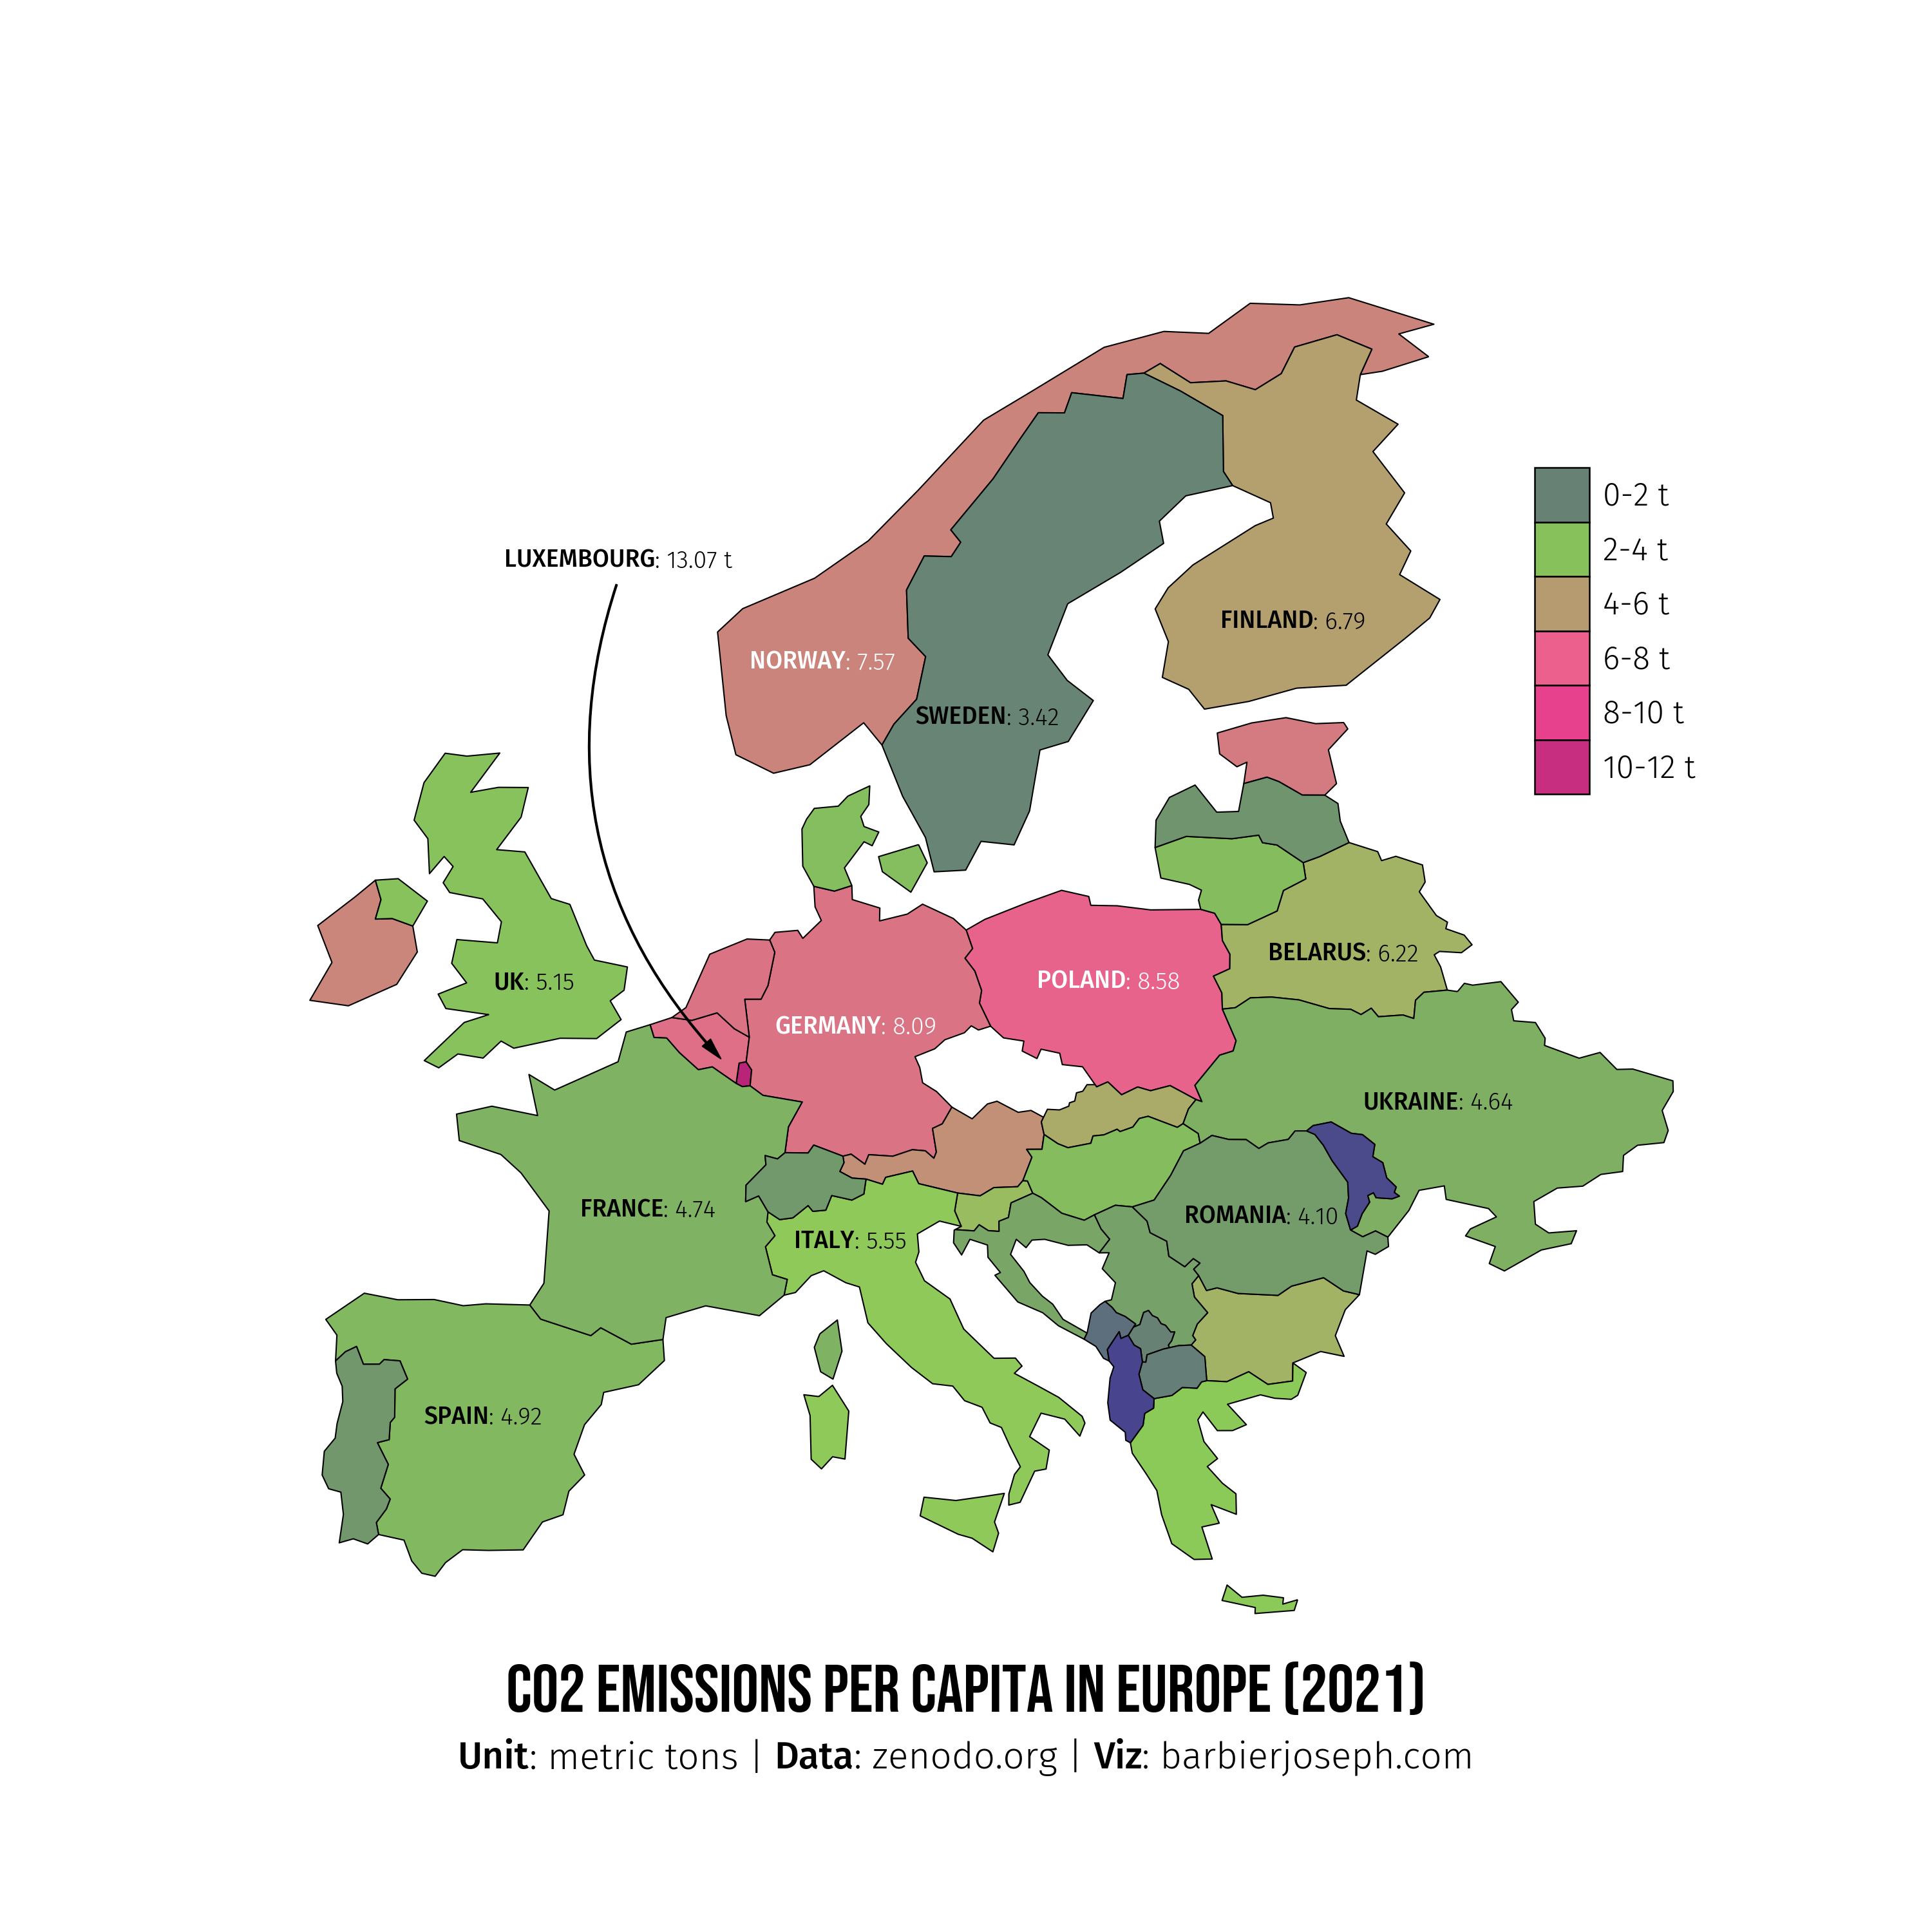 LUXEMBOURG: 13.07 t
NORWAY: 7.57
SWEDEN: 3.42
FINLAND: 6.79
0-2 t
2-4 t
4-6 t
6-8 t
8-10 t
10-12 t
UK: 5.15
BELARUS: 6.22
POLAND: 8.58
GERMANY: 8.09
UKRAINE: 4.64
FRANCE: 4.74
ROMANIA: 4.10
ITALY: 5.55
SPAIN: 4.92
CO2 EMISSIONS PER CAPITA IN EUROPE (2021)
Unit: metric tons | Data: zenodo.org | Viz: barbierjoseph.com